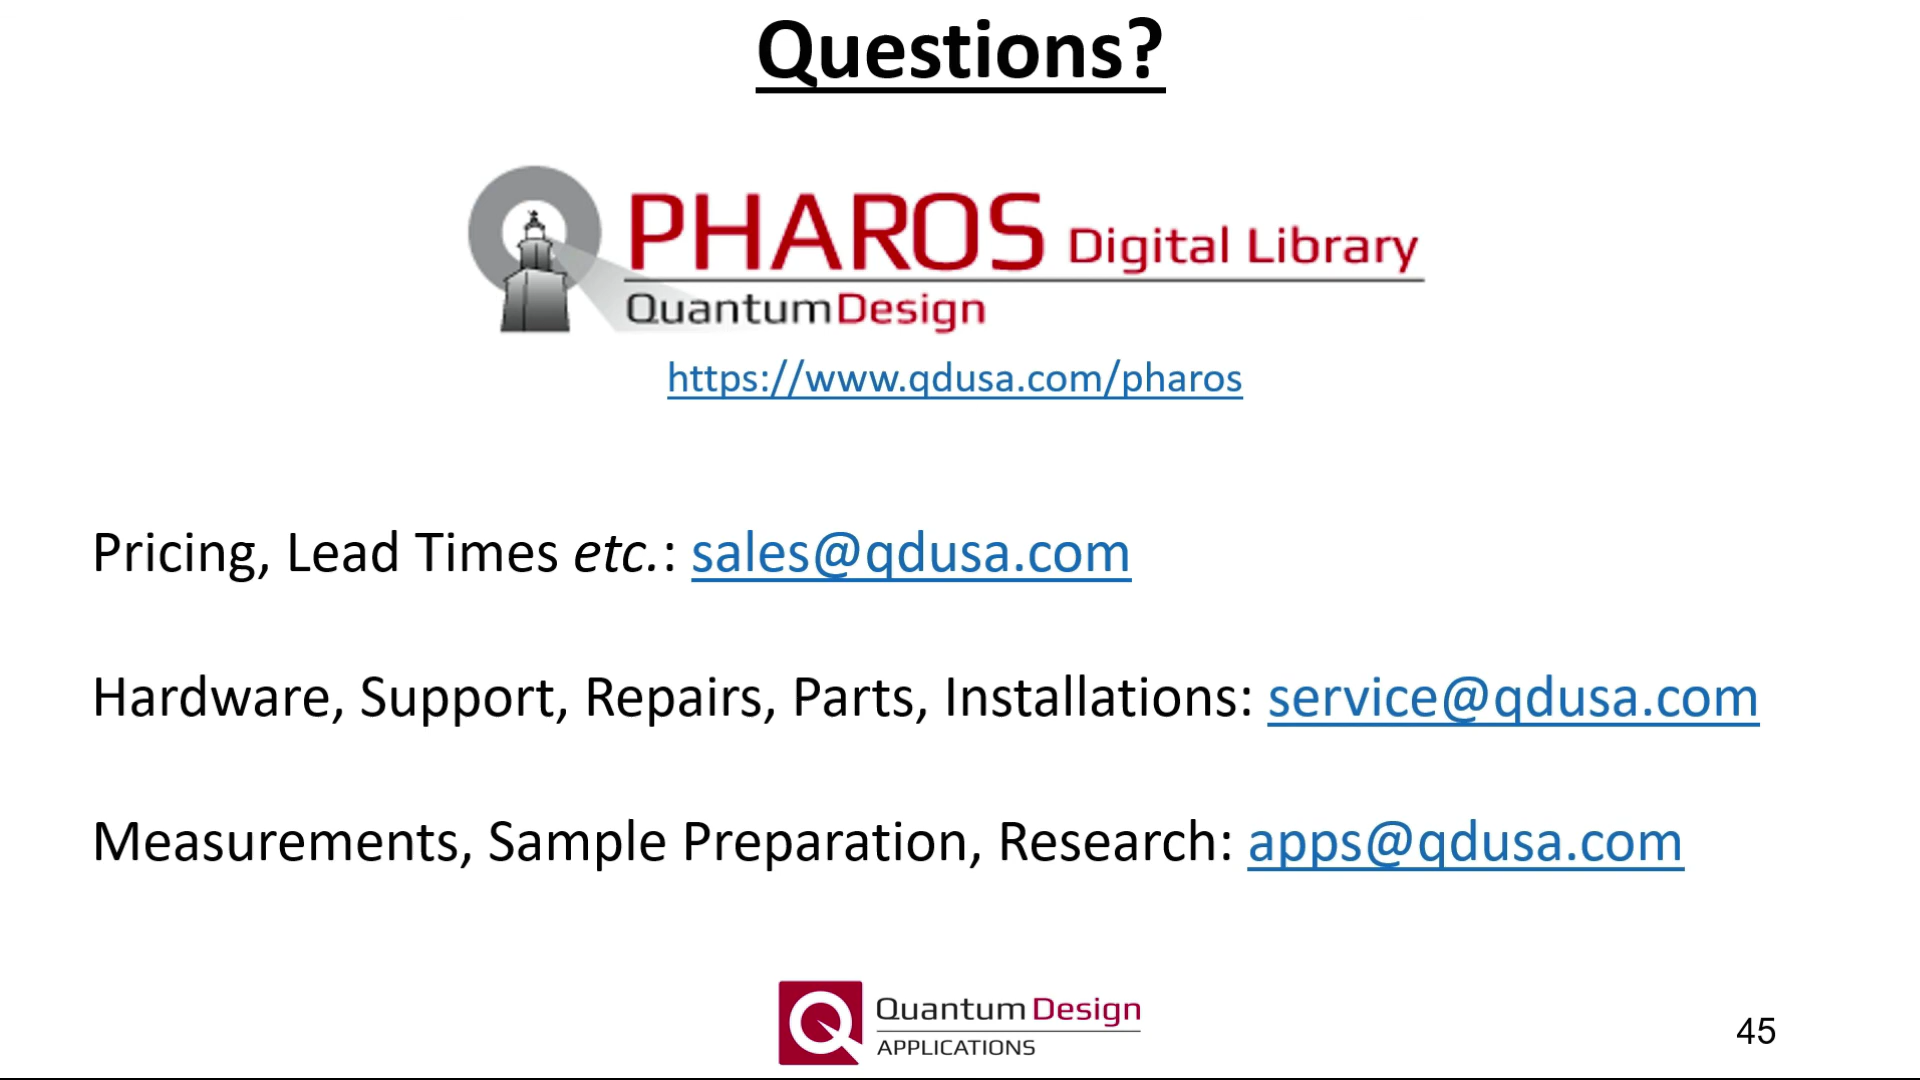 Questions?
PHAROS Digital Library
QuantumDesign
https://www.qdusa.com/pharos
Pricing, Lead Times etc.: sales@qdusa.com
Hardware, Support, Repairs, Parts, Installations: service@qdusa.com
Measurements, Sample Preparation, Research: apps@qdusa.com
Quantum Design
APPLICATIONS
45